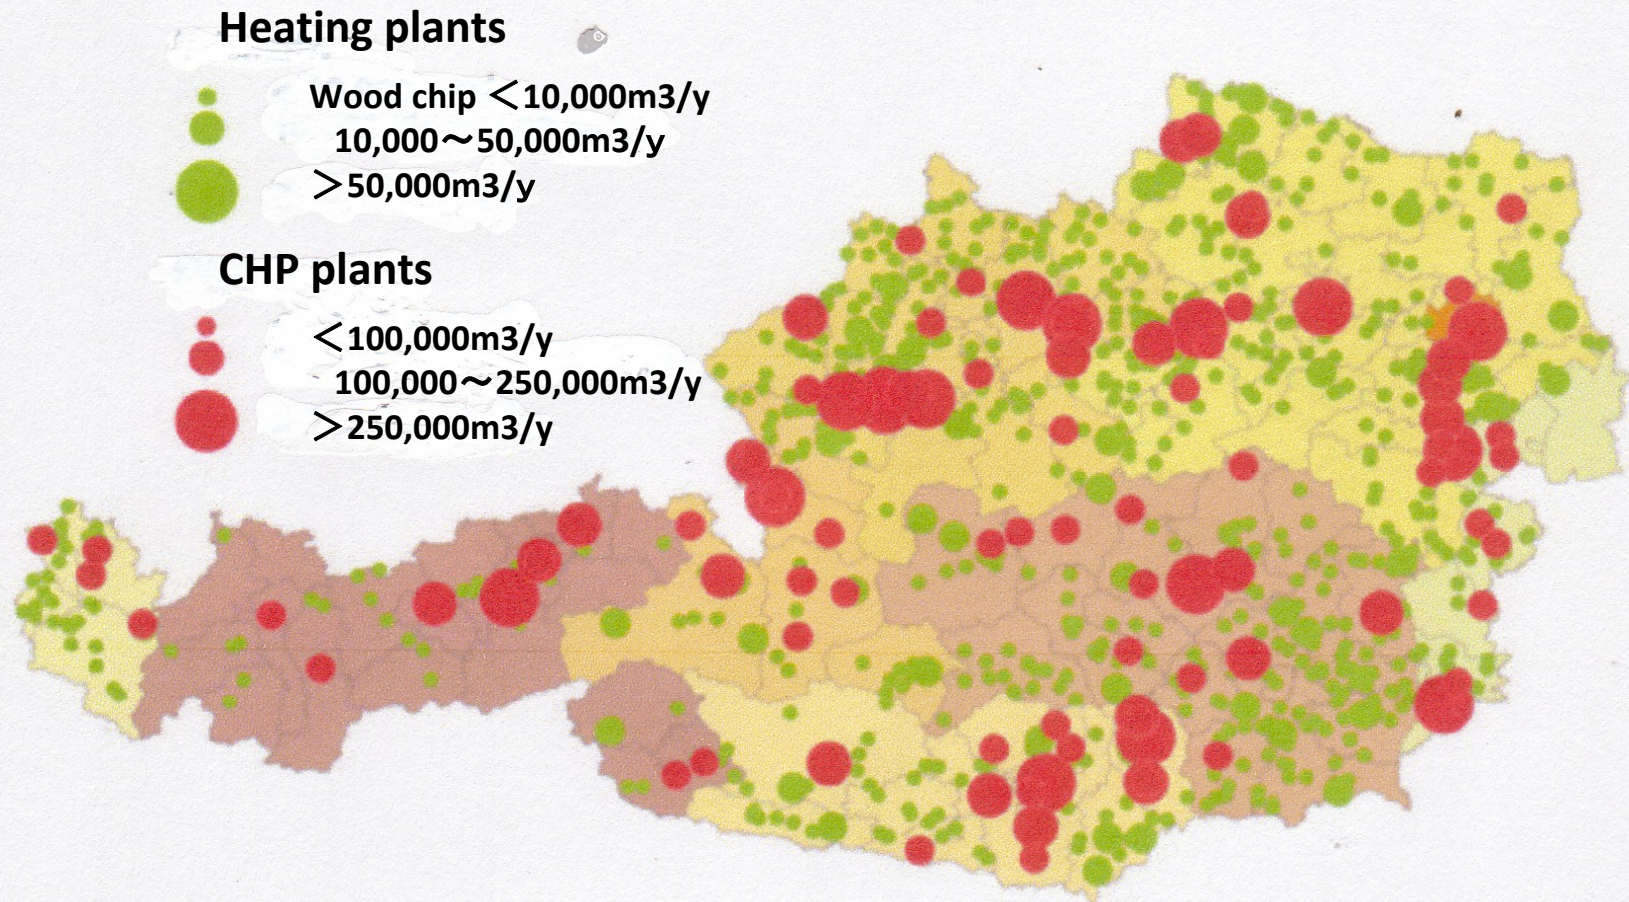 Heating plants
Wood chip ＜10,000m3/y
10,000～50,000m3/y
＞50,000m3/y
CHP plants
＜100,000m3/y
100,000～250,000m3/y
＞250,000m3/y